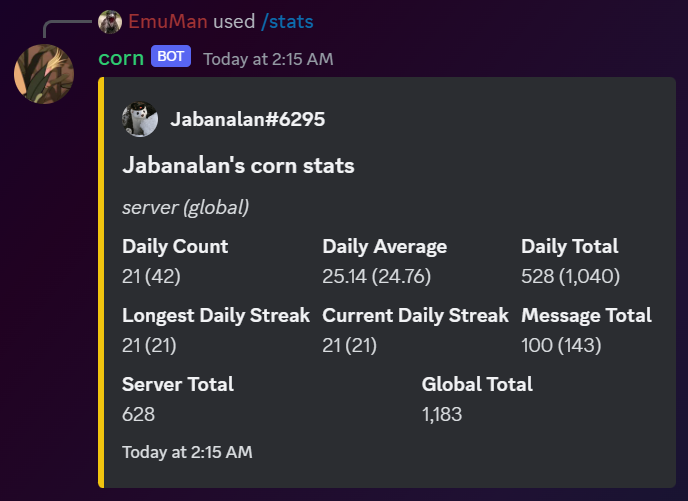 EmuMan used /stats
corn BOT Today at 2:15 AM
Jabanalan#6295
Jabanalan's corn stats
server (global)
Daily Count Daily Average Daily Total
21 (42) 25.14 (24.76) 528 (1,040)
Longest Daily Streak Current Daily Streak Message Total
21 (21) 21 (21) 100 (143)
Server Total Global Total
628 1,183
Today at 2:15 AM